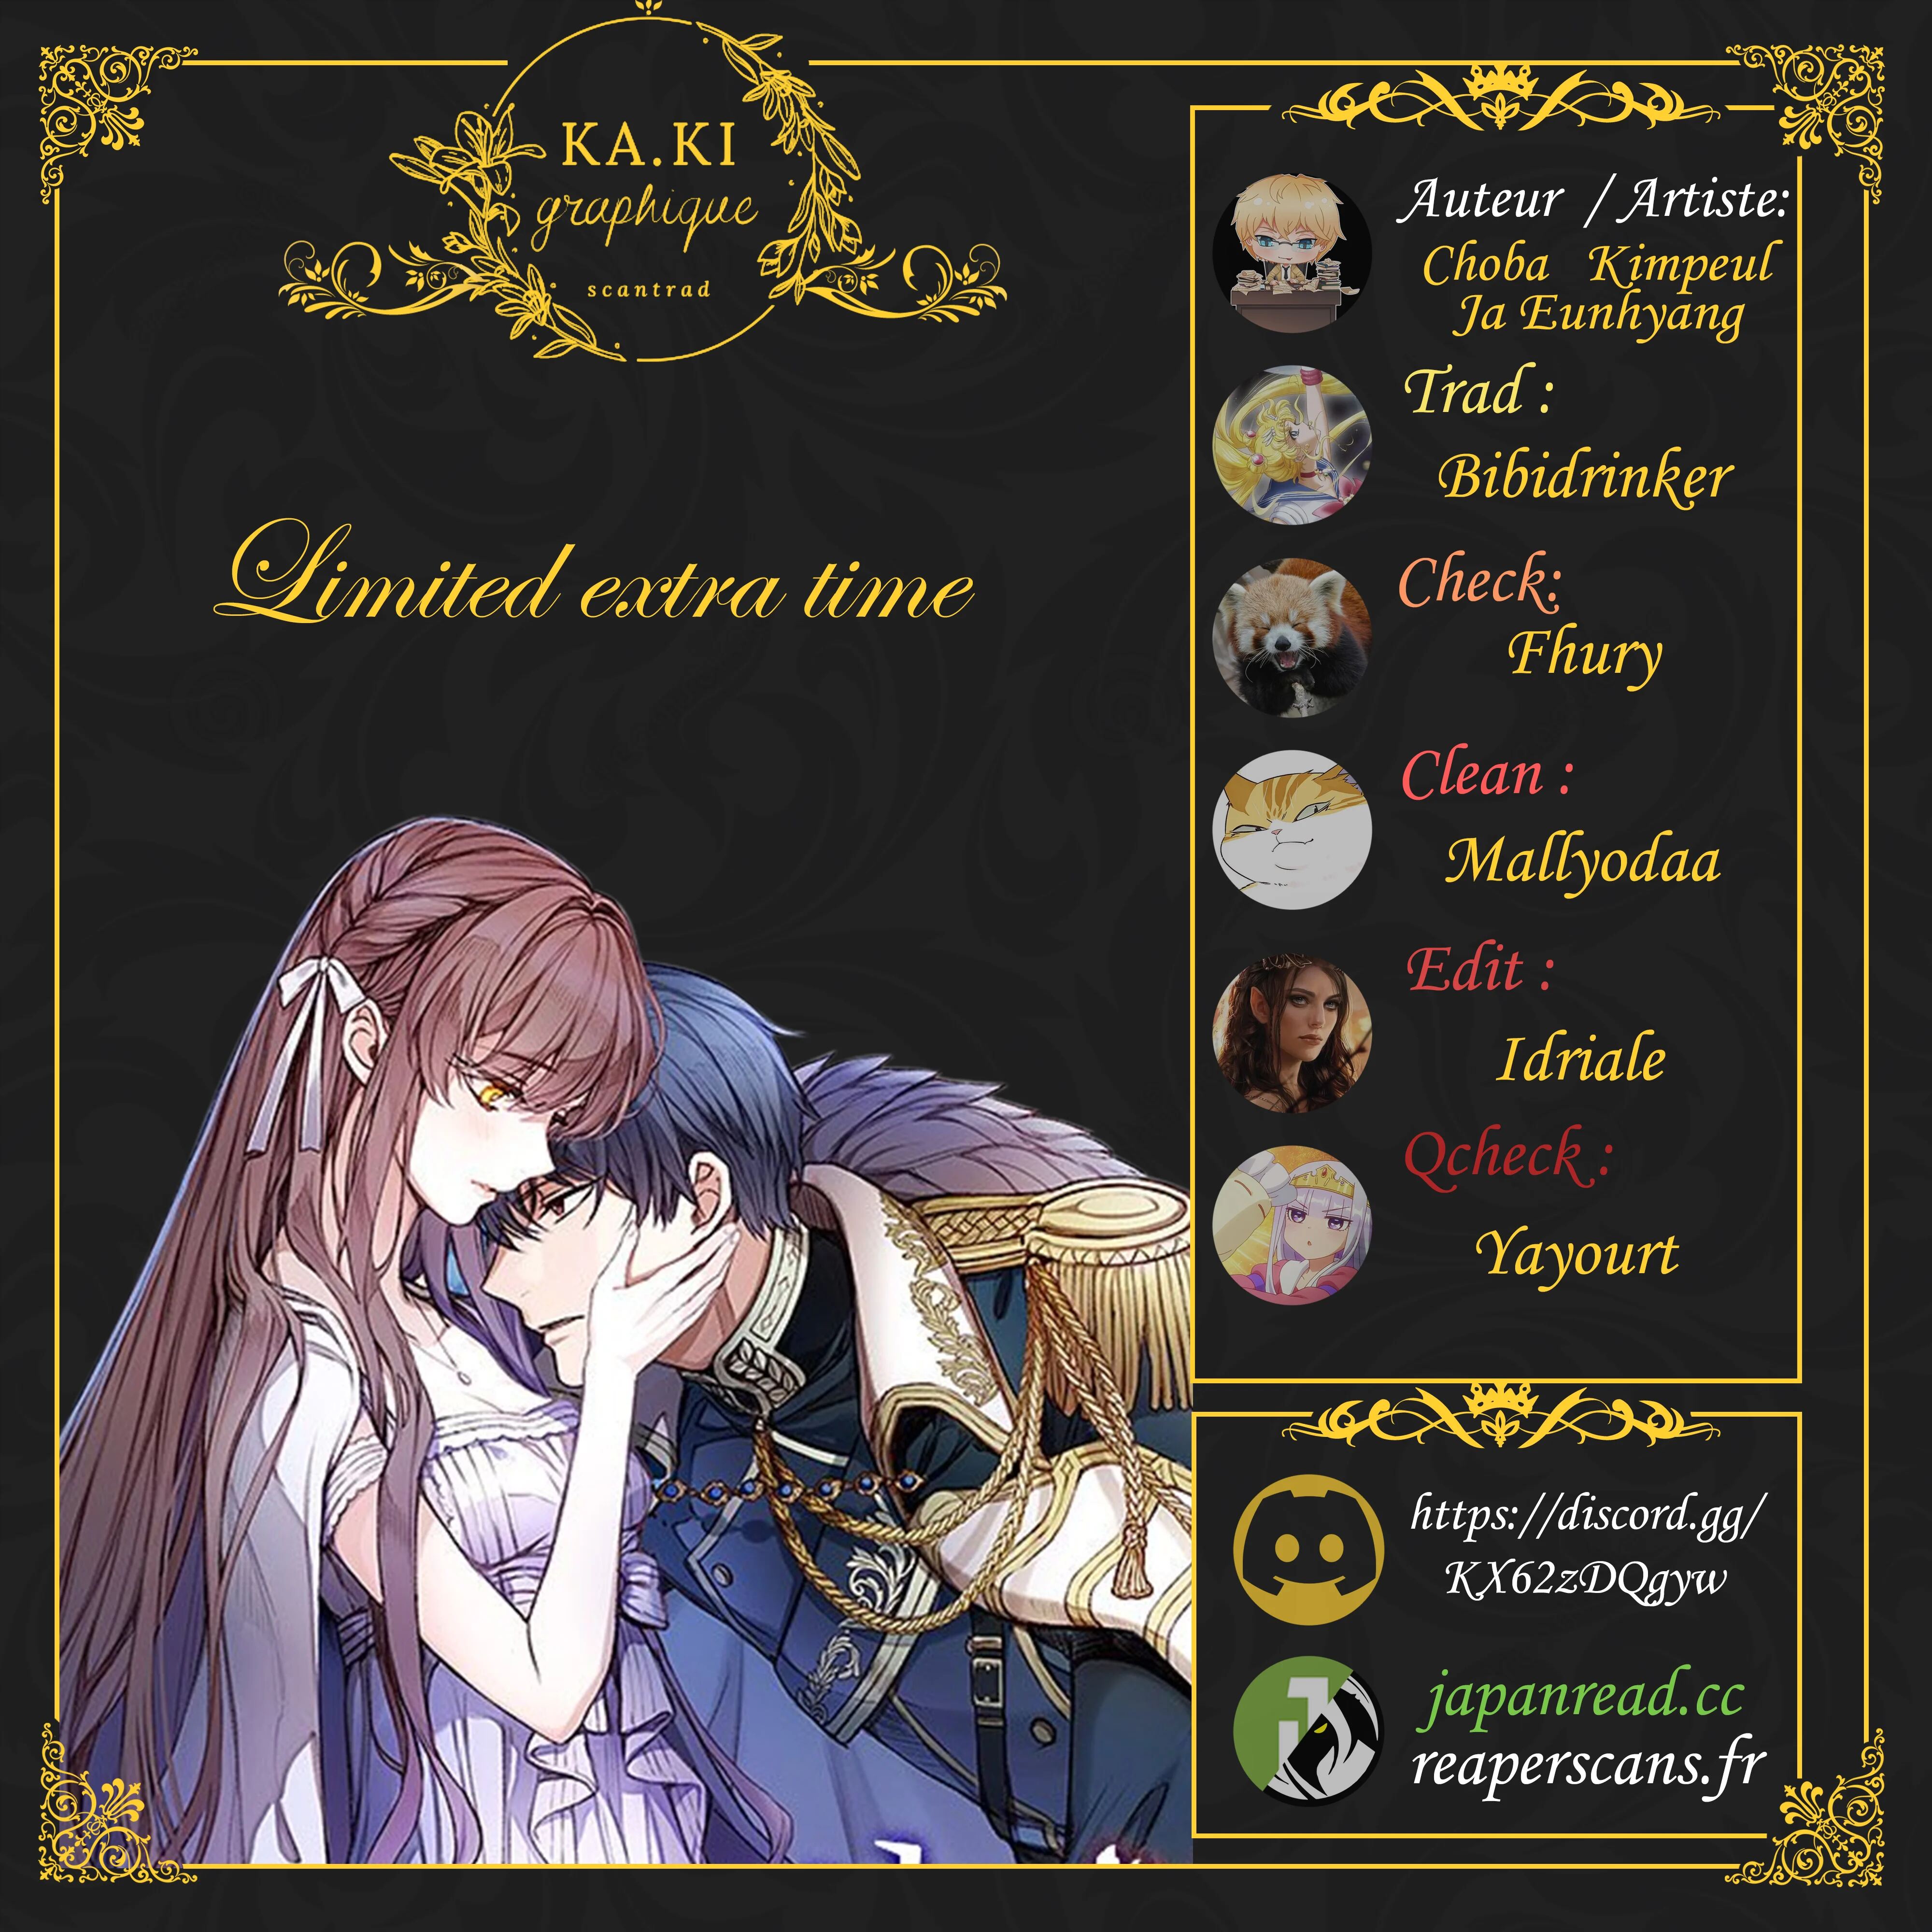 KA.KI
graphique
scantrad
Limited extra time
Auteur / Artiste:
Choba Kimpeul
Ja Eunhyang
Trad :
Bibidrinker
Check:
Fhury
Clean :
Mallyodaa
Edit :
Idriale
Qcheck :
Yayourt
https://discord.gg/
KX62zDQgyw
japanread.cc
reaperscans.fr